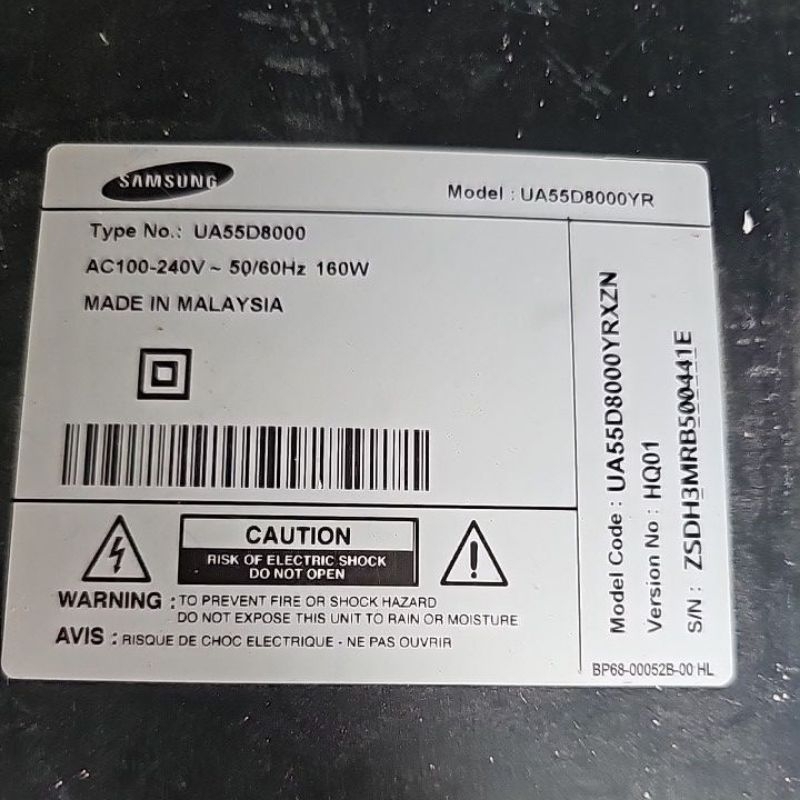 SAMSUNG
Model : UA55D8000YR
Type No.: UA55D8000
AC100-240V ~ 50/60Hz 160W
MADE IN MALAYSIA
CAUTION
RISK OF ELECTRIC SHOCK
DO NOT OPEN
WARNING : TO PREVENT FIRE OR SHOCK HAZARD
DO NOT EXPOSE THIS UNIT TO RAIN OR MOISTURE
AVIS : RISQUE DE CHOC ELECTRIQUE - NE PAS OUVRIR
Model Code : UA55D8000YRXZN
Version No : HQ01
S/N : ZSDH3MRB500441E
BP68-00052B-00 HL